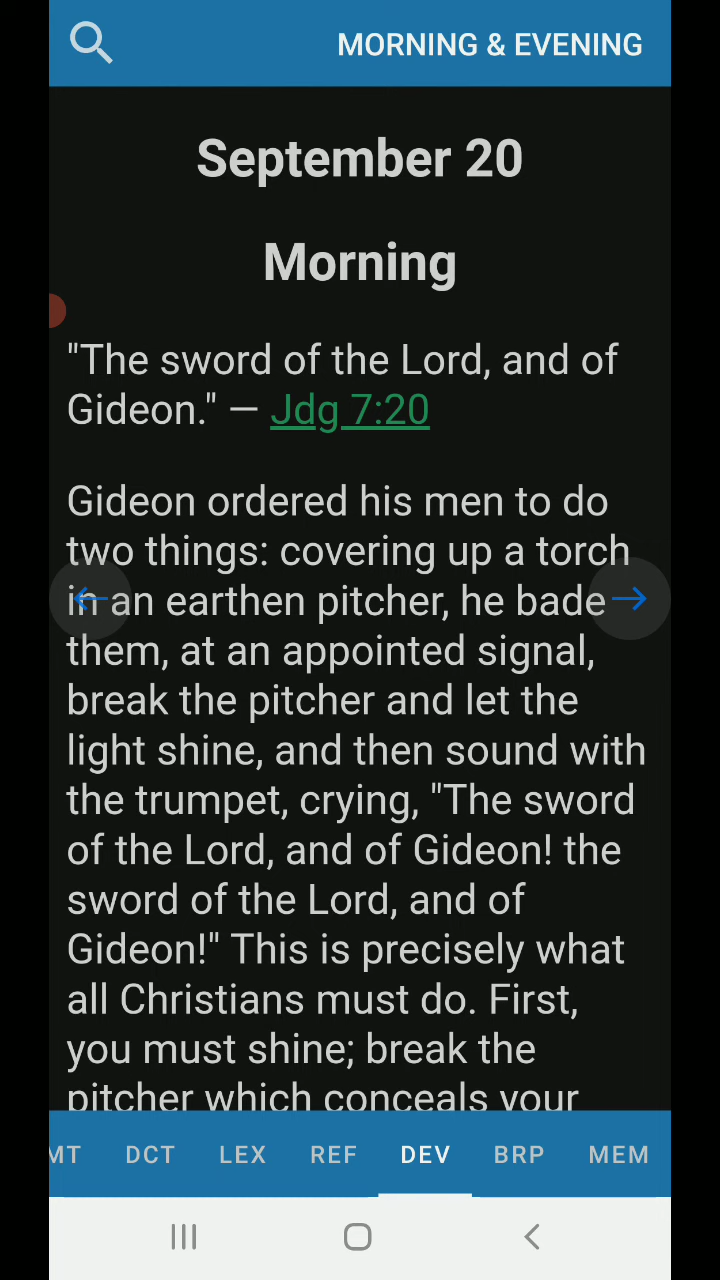 MORNING & EVENING
September 20
Morning
"The sword of the Lord, and of
Gideon." — Jdg 7:20
Gideon ordered his men to do
two things: covering up a torch
in an earthen pitcher, he bade
them, at an appointed signal,
break the pitcher and let the
light shine, and then sound with
the trumpet, crying, "The sword
of the Lord, and of Gideon! the
sword of the Lord, and of
Gideon!" This is precisely what
all Christians must do. First,
you must shine; break the
pitcher which conceals your
MT DCT LEX REF DEV BRP MEM